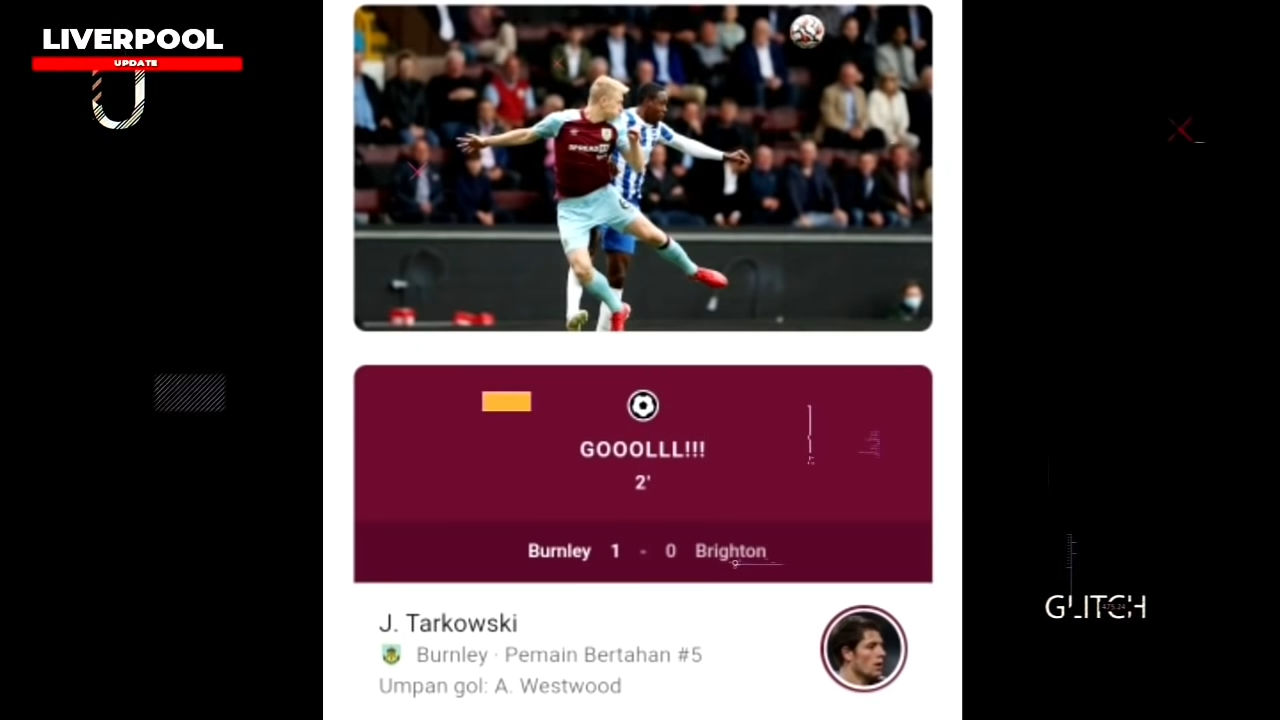 LIVERPOOL
UPDATE
U
GOOOLLL!!!
2'
Burnley 1 - 0 Brighton
J. Tarkowski
Burnley · Pemain Bertahan #5
Umpan gol: A. Westwood
GLITCH